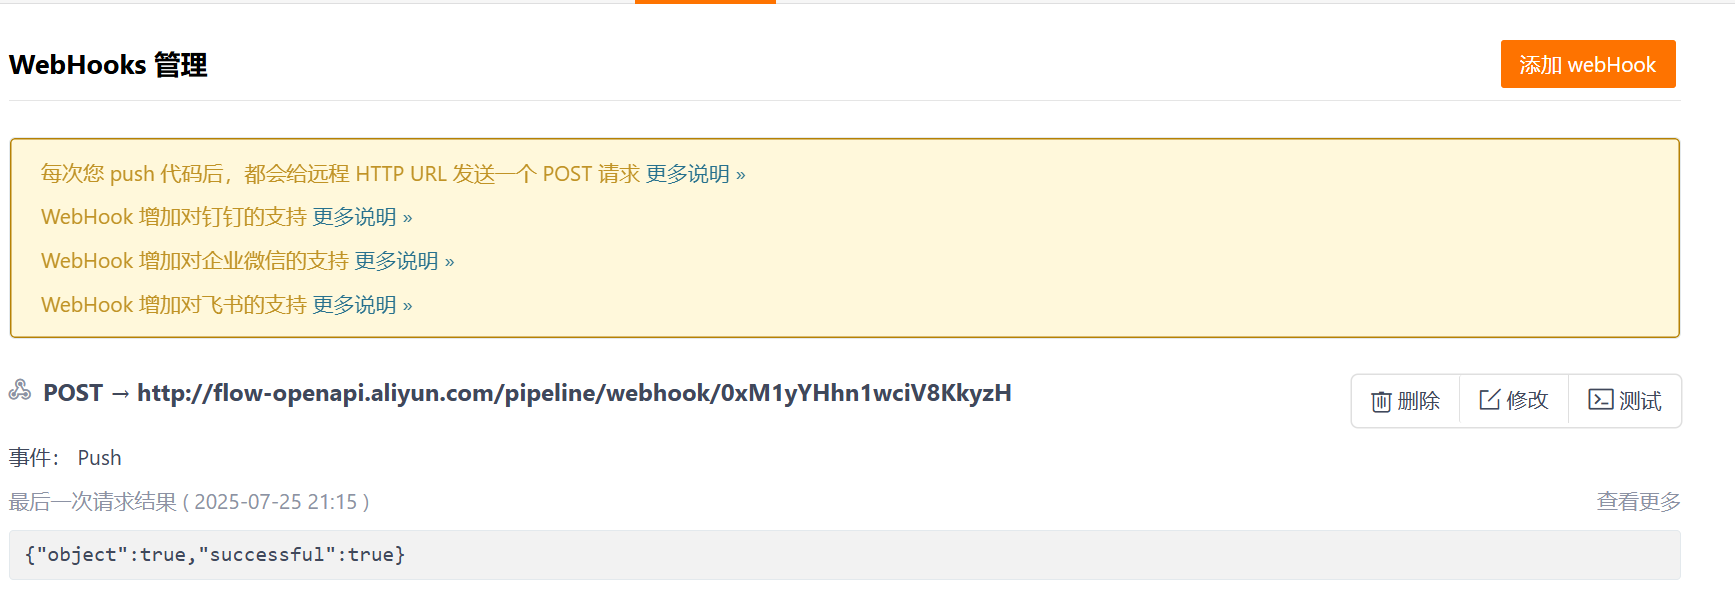 WebHooks 管理
添加 webHook
每次您 push 代码后，都会给远程 HTTP URL 发送一个 POST 请求 更多说明 »
WebHook 增加对钉钉的支持 更多说明 »
WebHook 增加对企业微信的支持 更多说明 »
WebHook 增加对飞书的支持 更多说明 »
POST → http://flow-openapi.aliyun.com/pipeline/webhook/0xM1yYHhn1wciV8KkyzH
删除 修改 测试
事件： Push
最后一次请求结果 ( 2025-07-25 21:15 )
查看更多
{"object":true,"successful":true}